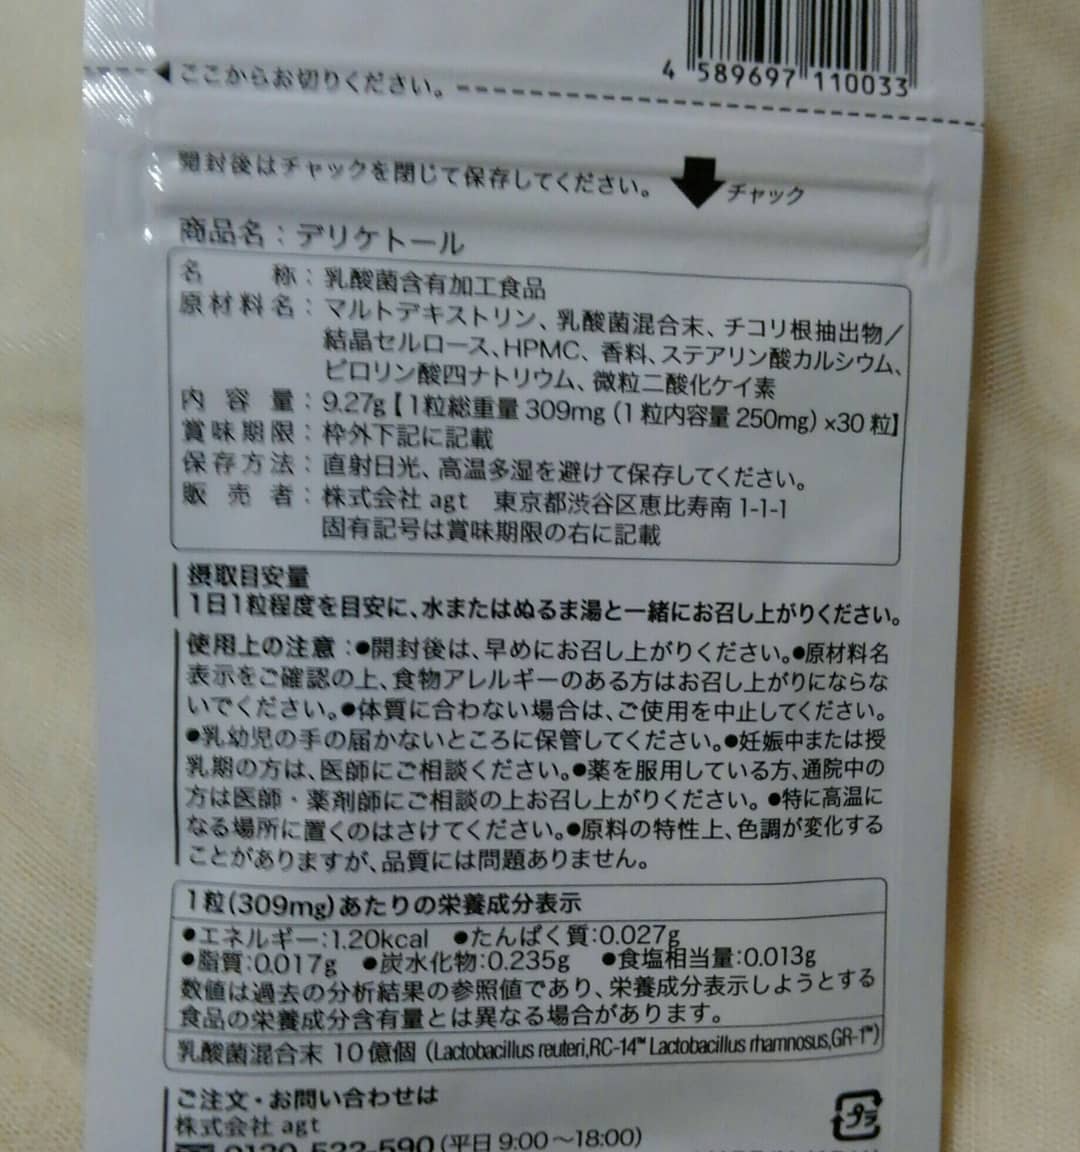 4 589697 110033
ここからお切りください。
開封後はチャックを閉じて保存してください。
チャック
商品名：デリケトール
名称：乳酸菌含有加工食品
原材料名：マルトデキストリン、乳酸菌混合末、チコリ根抽出物／
結晶セルロース、HPMC、香料、ステアリン酸カルシウム、
ピロリン酸四ナトリウム、微粒二酸化ケイ素
内容量：9.27g【1粒総重量309mg（1粒内容量250mg）×30粒】
賞味期限：枠外下記に記載
保存方法：直射日光、高温多湿を避けて保存してください。
販売者：株式会社 agt　東京都渋谷区恵比寿南 1-1-1
固有記号は賞味期限の右に記載
摂取目安量
1日1粒程度を目安に、水またはぬるま湯と一緒にお召し上がりください。
使用上の注意：●開封後は、早めにお召し上がりください。●原材料名
表示をご確認の上、食物アレルギーのある方はお召し上がりにならな
いでください。●体質に合わない場合は、ご使用を中止してください。
●乳幼児の手の届かないところに保管してください。●妊娠中または授
乳期の方は、医師にご相談ください。●薬を服用している方、通院中の
方は医師・薬剤師にご相談の上お召し上がりください。●特に高温に
なる場所に置くのはさけてください。●原料の特性上、色調が変化する
ことがありますが、品質には問題ありません。
1粒(309mg)あたりの栄養成分表示
●エネルギー：1.20kcal ●たんぱく質：0.027g
●脂質：0.017g ●炭水化物：0.235g ●食塩相当量：0.013g
数値は過去の分析結果の参照値であり、栄養成分表示しようとする
食品の栄養成分含有量とは異なる場合があります。
乳酸菌混合末 10億個（Lactobacillus reuteri,RC-14™ Lactobacillus rhamnosus,GR-1™）
ご注文・お問い合わせは
株式会社 agt
0120-522-590（平日 9:00～18:00）
プラ